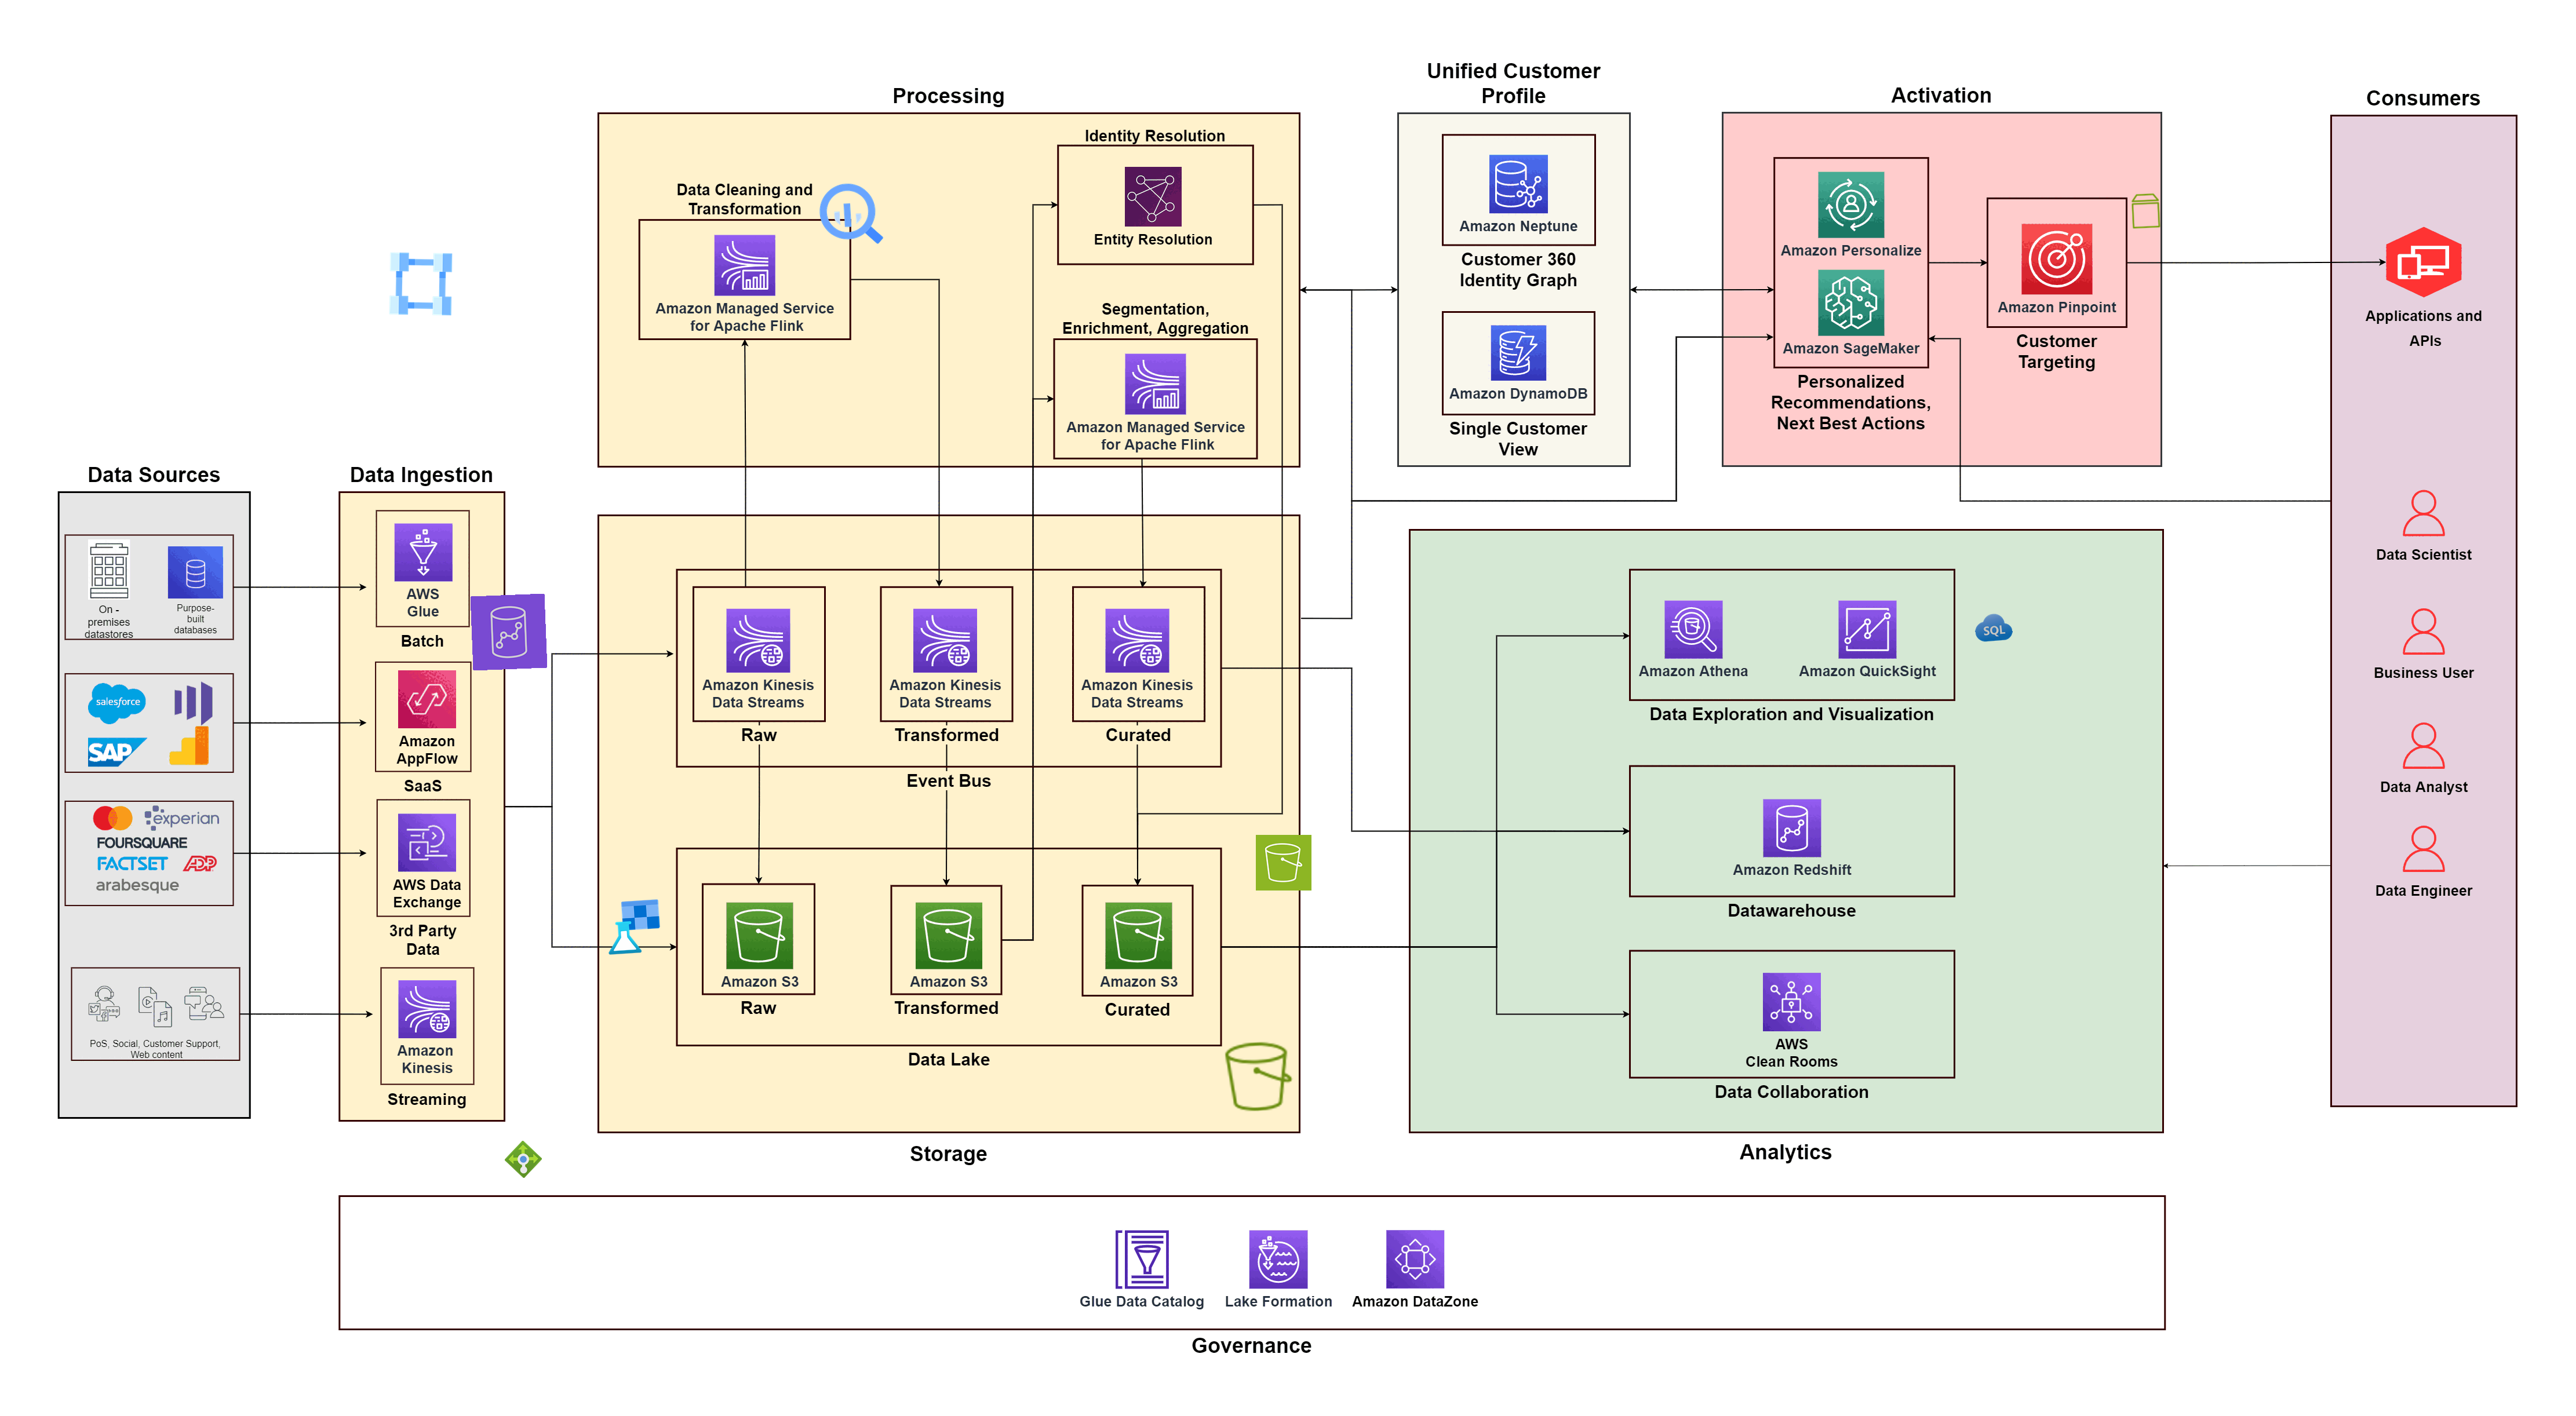 Processing
Unified Customer
Profile
Activation
Consumers
Identity Resolution
Entity Resolution
Data Cleaning and
Transformation
Amazon Managed Service
for Apache Flink
Segmentation,
Enrichment, Aggregation
Amazon Managed Service
for Apache Flink
Amazon Neptune
Customer 360
Identity Graph
Amazon DynamoDB
Single Customer
View
Amazon Personalize
Amazon SageMaker
Personalized
Recommendations,
Next Best Actions
Amazon Pinpoint
Customer
Targeting
Applications and
APIs
Data Scientist
Business User
Data Analyst
Data Engineer
Data Sources
On -
premises
datastores
Purpose-
built
databases
salesforce
SAP
experian
FOURSQUARE
FACTSET
ADP
arabesque
PoS, Social, Customer Support,
Web content
Data Ingestion
AWS
Glue
Batch
Amazon
AppFlow
SaaS
AWS Data
Exchange
3rd Party
Data
Amazon
Kinesis
Streaming
Amazon Kinesis
Data Streams
Raw
Amazon Kinesis
Data Streams
Transformed
Amazon Kinesis
Data Streams
Curated
Event Bus
Amazon S3
Raw
Amazon S3
Transformed
Amazon S3
Curated
Data Lake
Storage
Amazon Athena
Amazon QuickSight
SQL
Data Exploration and Visualization
Amazon Redshift
Datawarehouse
AWS
Clean Rooms
Data Collaboration
Analytics
Glue Data Catalog
Lake Formation
Amazon DataZone
Governance